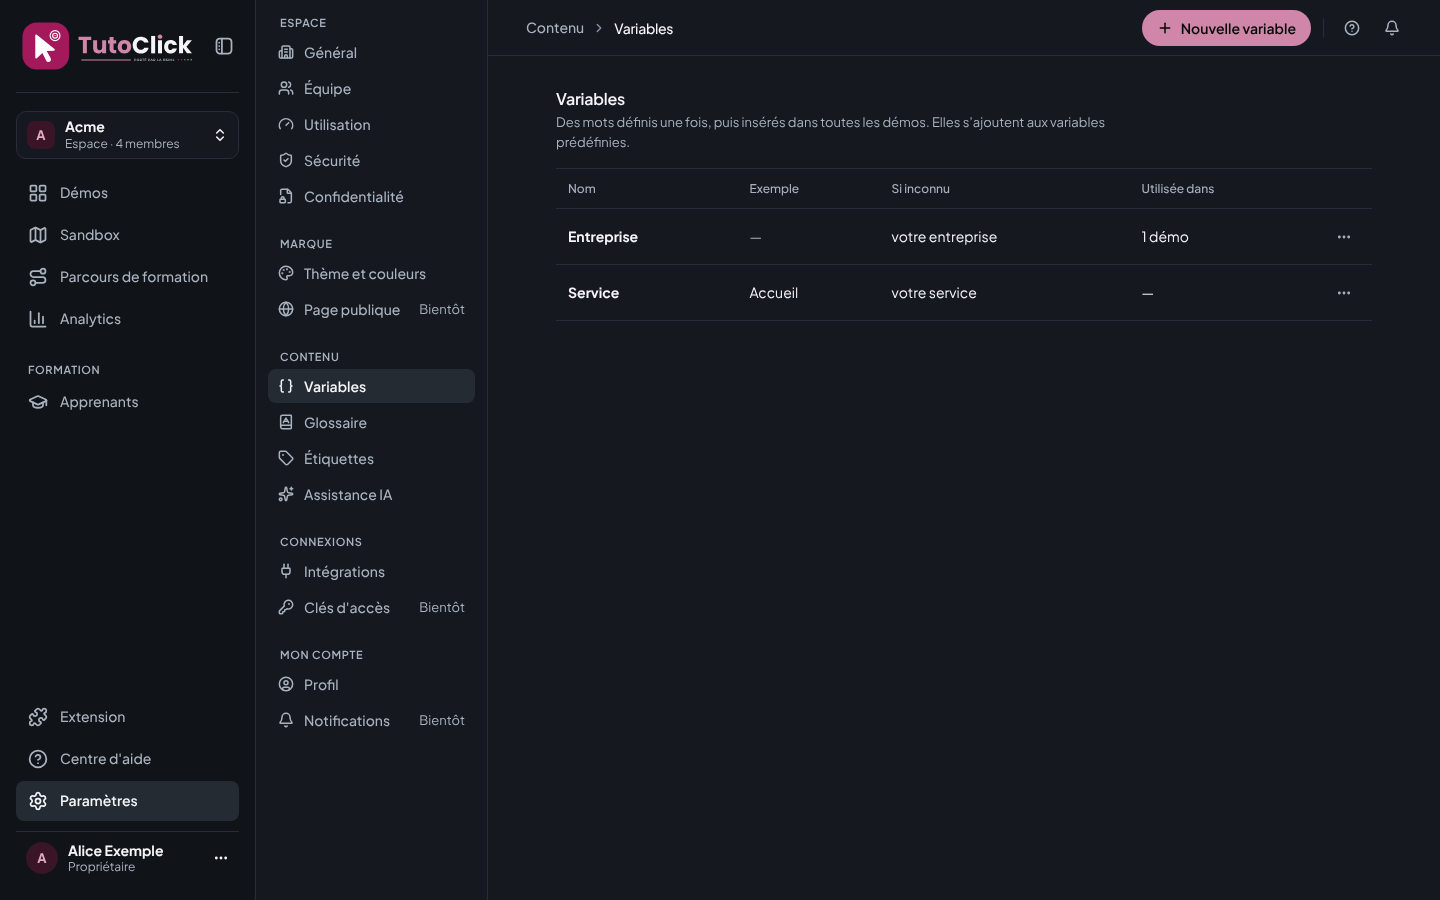 TutoClick
Acme
Espace · 4 membres
Démos
Sandbox
Parcours de formation
Analytics
FORMATION
Apprenants
Extension
Centre d'aide
Paramètres
A
A
Alice Exemple
Propriétaire
ESPACE
Général
Équipe
Utilisation
Sécurité
Confidentialité
MARQUE
Thème et couleurs
Page publique Bientôt
CONTENU
Variables
Glossaire
Étiquettes
Assistance IA
CONNEXIONS
Intégrations
Clés d'accès Bientôt
MON COMPTE
Profil
Notifications Bientôt
Contenu > Variables
+ Nouvelle variable
Variables
Des mots définis une fois, puis insérés dans toutes les démos. Elles s'ajoutent aux variables
prédéfinies.
Nom Exemple Si inconnu Utilisée dans
Entreprise — votre entreprise 1 démo
Service Accueil votre service —